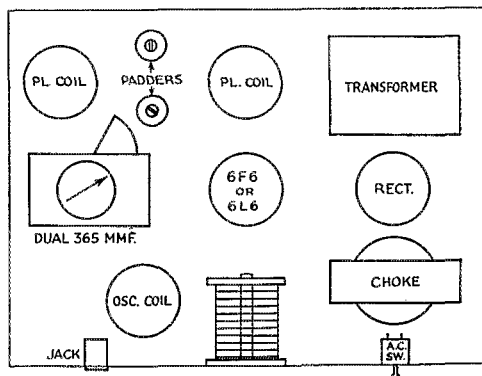 PL. COIL
PADDERS
PL. COIL
TRANSFORMER
6F6
OR
6L6
RECT.
DUAL 365 MMF.
CHOKE
OSC. COIL
JACK
A.C.
SW.